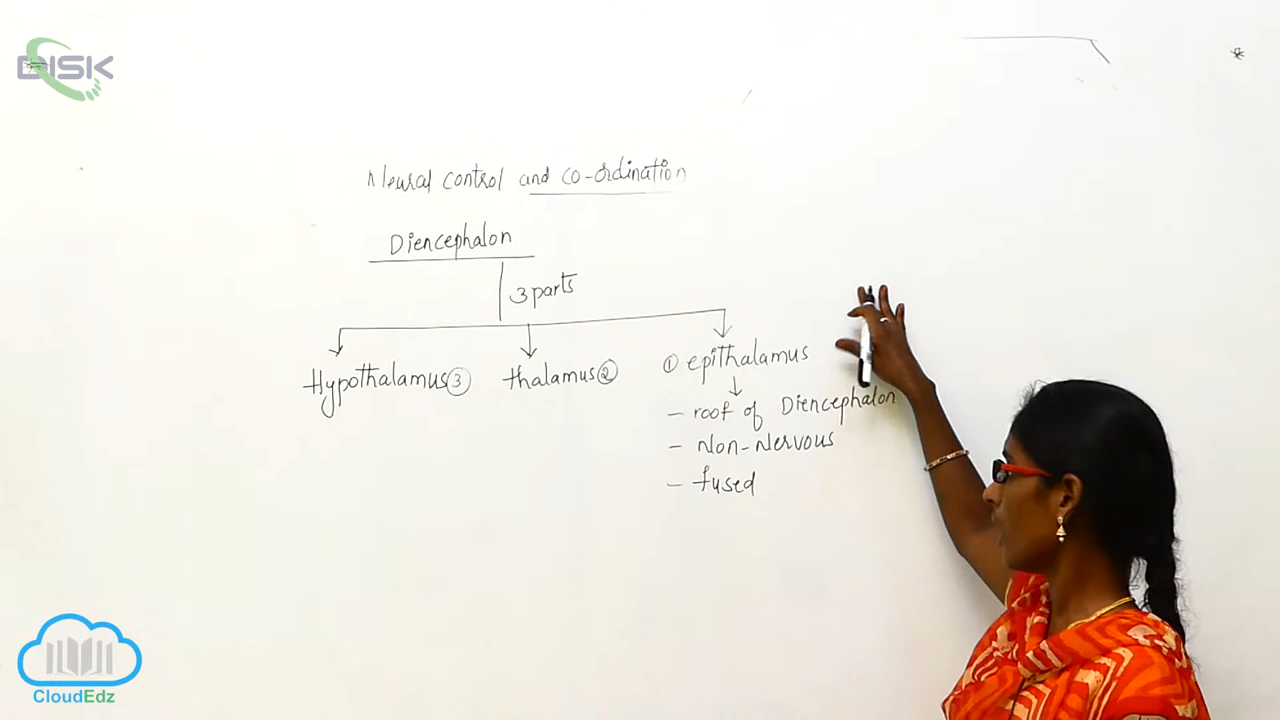 DISK
Neural control and co-ordination
Diencephalon
3 parts
Hypothalamus ③
thalamus ②
① epithalamus
- roof of Diencephalon
- Non-Nervous
- fused
CloudEdz